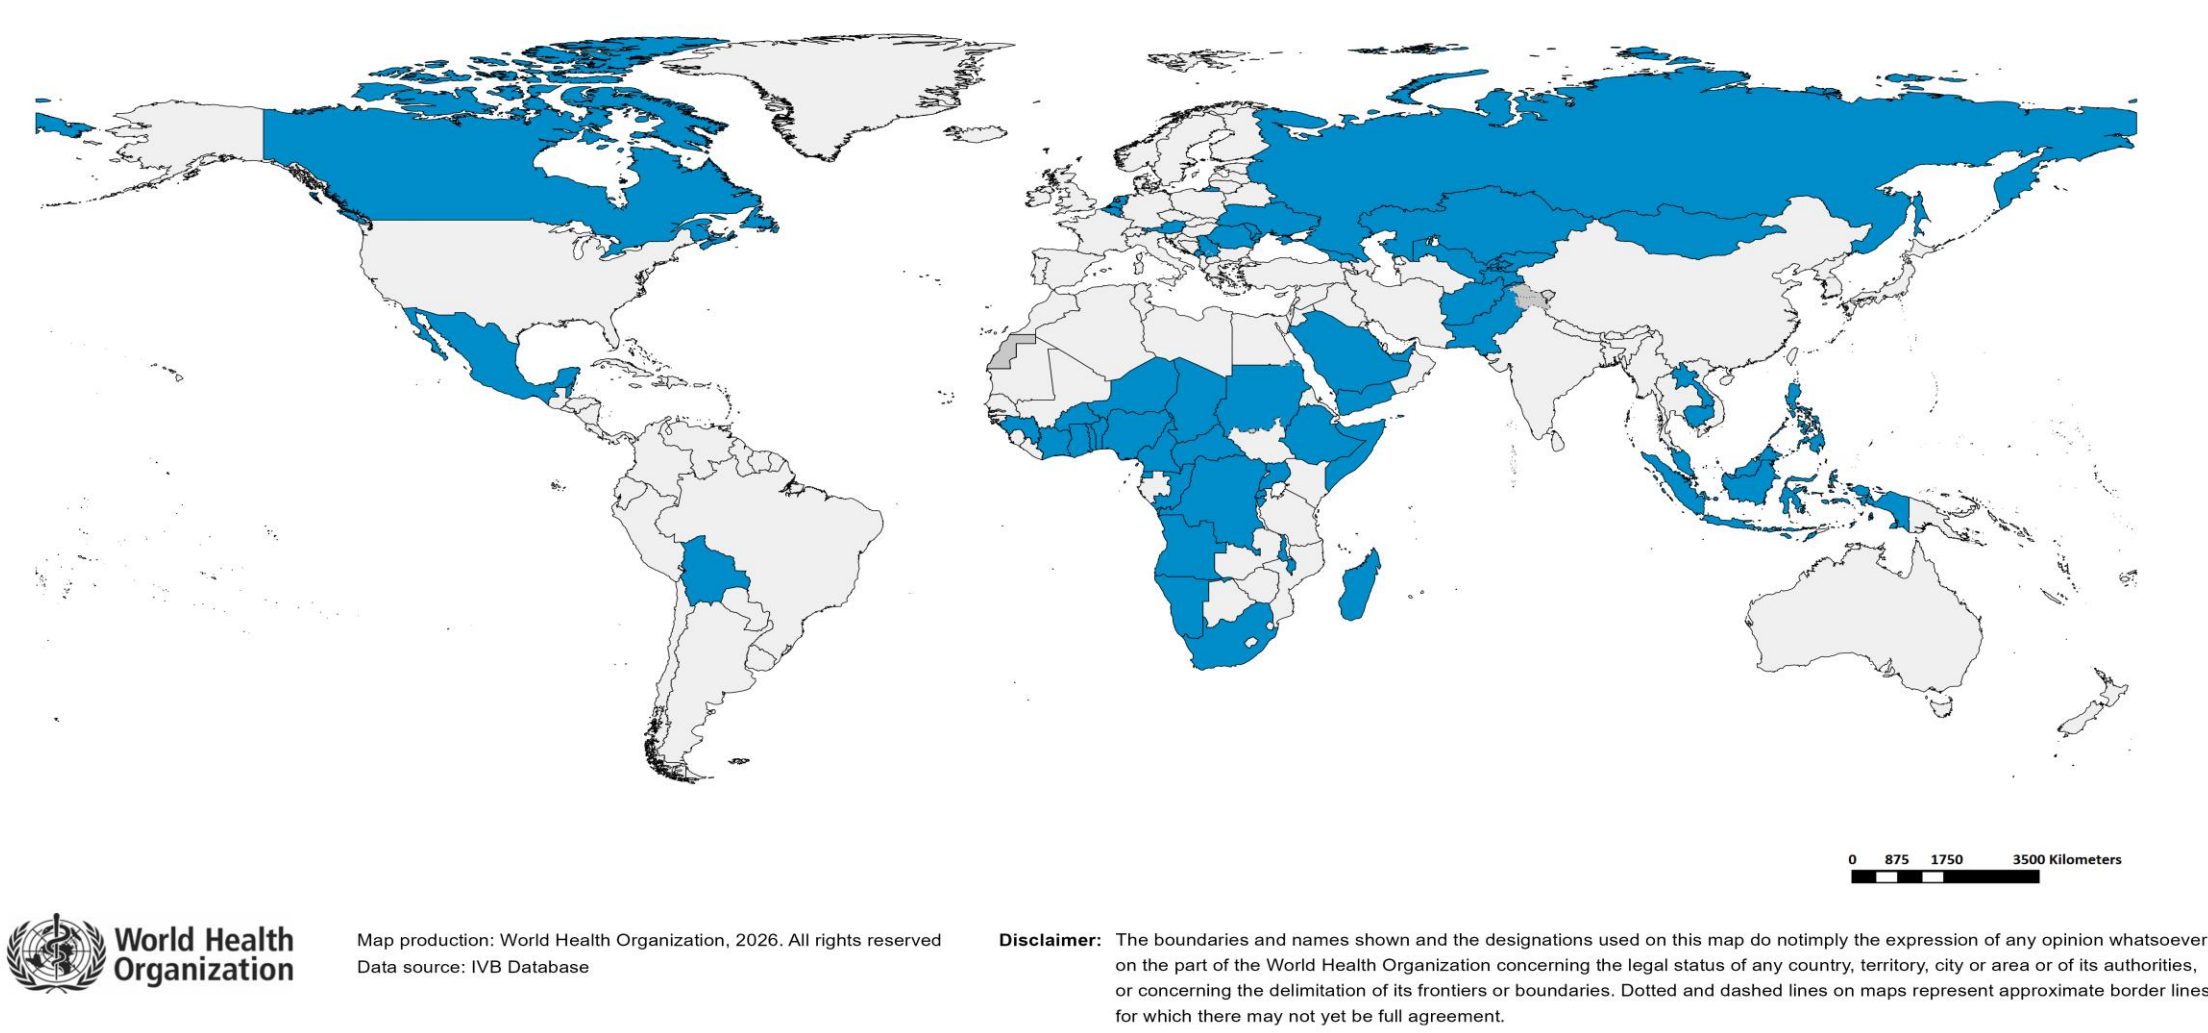 0 875 1750 3500 Kilometers
World Health
Organization
Map production: World Health Organization, 2026. All rights reserved
Data source: IVB Database
Disclaimer: The boundaries and names shown and the designations used on this map do notimply the expression of any opinion whatsoever
on the part of the World Health Organization concerning the legal status of any country, territory, city or area or of its authorities,
or concerning the delimitation of its frontiers or boundaries. Dotted and dashed lines on maps represent approximate border lines
for which there may not yet be full agreement.